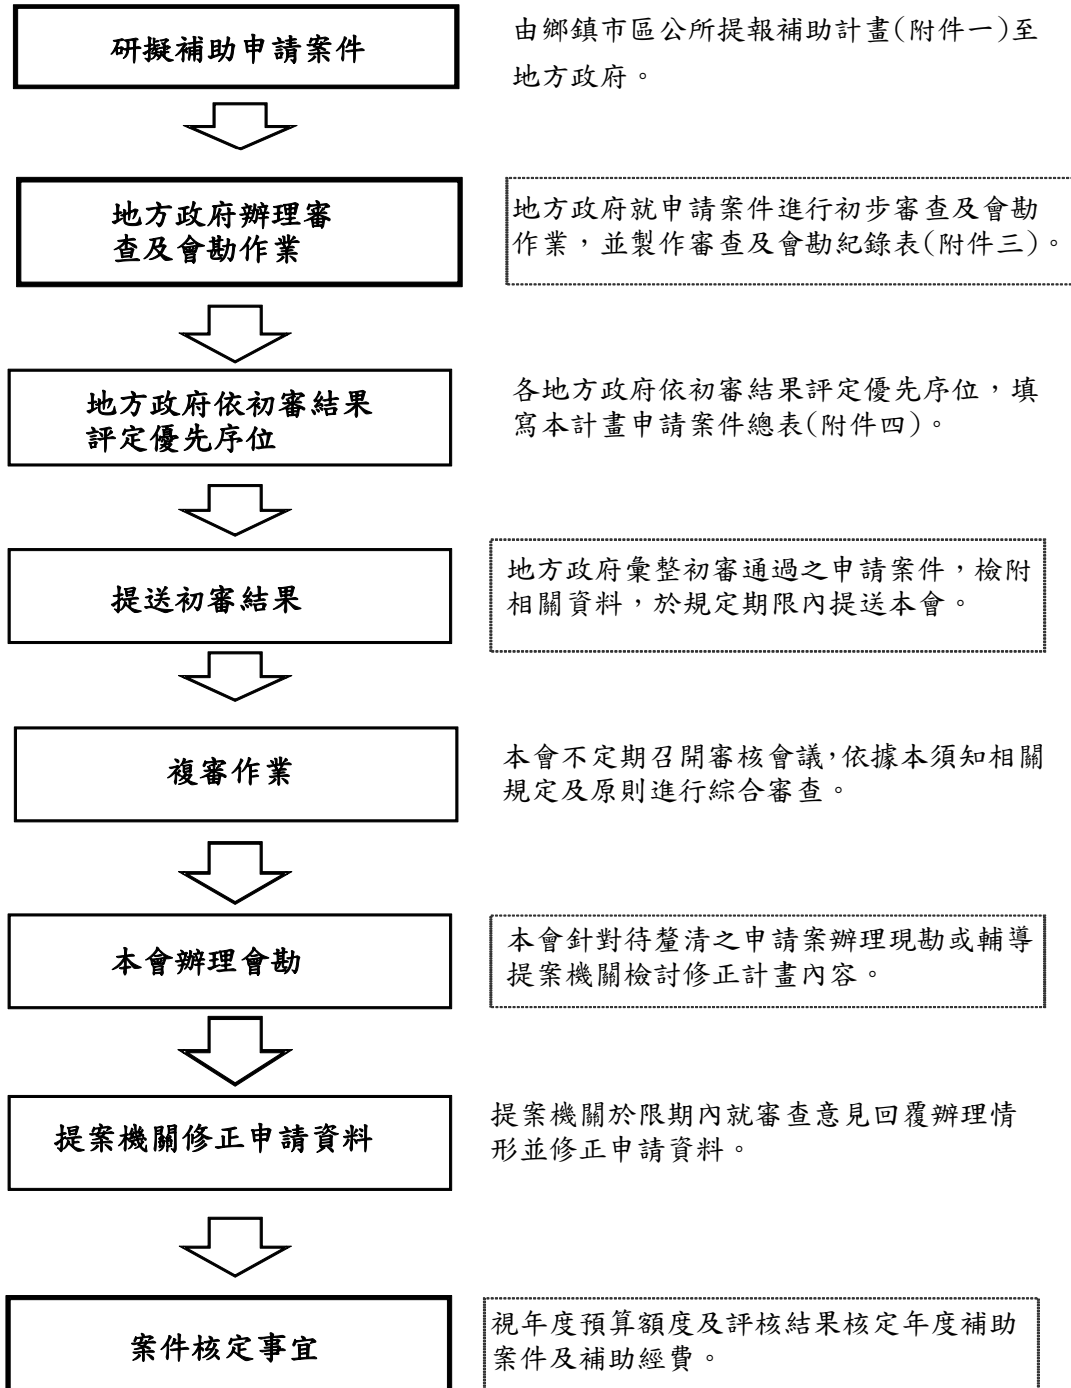 研擬補助申請案件
由鄉鎮市區公所提報補助計畫(附件一)至
地方政府。
地方政府辦理審
查及會勘作業
地方政府就申請案件進行初步審查及會勘
作業，並製作審查及會勘紀錄表(附件三)。
地方政府依初審結果
評定優先序位
各地方政府依初審結果評定優先序位，填
寫本計畫申請案件總表(附件四)。
提送初審結果
地方政府彙整初審通過之申請案件，檢附
相關資料，於規定期限內提送本會。
複審作業
本會不定期召開審核會議，依據本須知相關
規定及原則進行綜合審查。
本會辦理會勘
本會針對待釐清之申請案辦理現勘或輔導
提案機關檢討修正計畫內容。
提案機關修正申請資料
提案機關於限期內就審查意見回覆辦理情
形並修正申請資料。
案件核定事宜
視年度預算額度及評核結果核定年度補助
案件及補助經費。